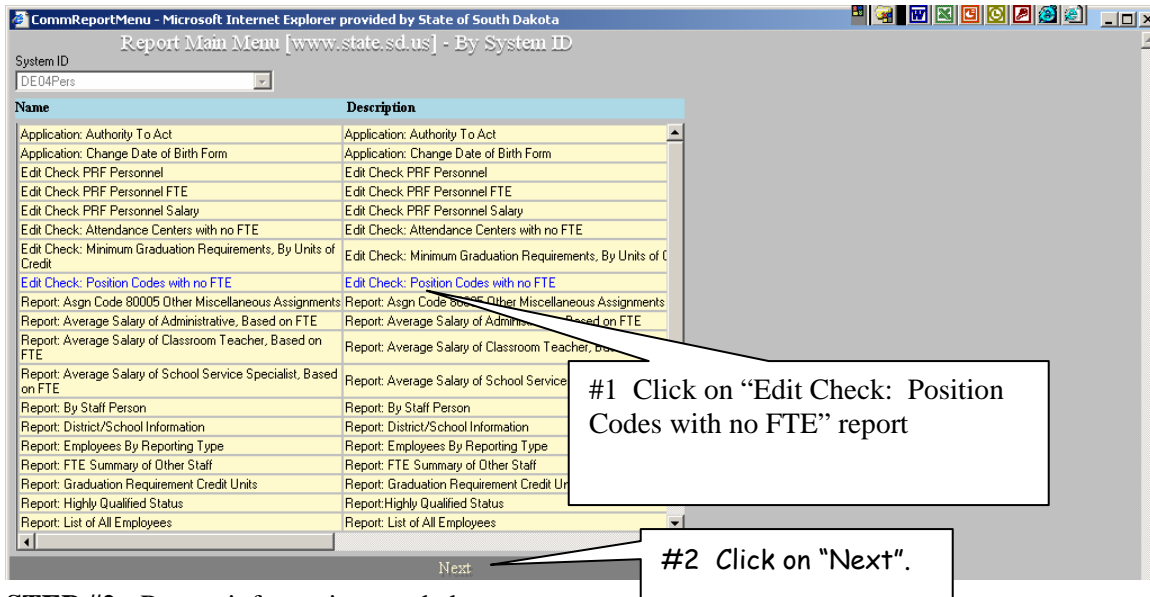 CommReportMenu - Microsoft Internet Explorer provided by State of South Dakota
Report Main Menu [www.state.sd.us] - By System ID
System ID
DE04Pers
Name Description
Application: Authority To Act Application: Authority To Act
Application: Change Date of Birth Form Application: Change Date of Birth Form
Edit Check PRF Personnel Edit Check PRF Personnel
Edit Check PRF Personnel FTE Edit Check PRF Personnel FTE
Edit Check PRF Personnel Salary Edit Check PRF Personnel Salary
Edit Check: Attendance Centers with no FTE Edit Check: Attendance Centers with no FTE
Edit Check: Minimum Graduation Requirements, By Units of Credit Edit Check: Minimum Graduation Requirements, By Units of
Edit Check: Position Codes with no FTE Edit Check: Position Codes with no FTE
Report: Asgn Code 80005 Other Miscellaneous Assignments Report: Asgn Code 80005 Other Miscellaneous Assignments
Report: Average Salary of Administrative, Based on FTE Report: Average Salary of Administrative, Based on FTE
Report: Average Salary of Classroom Teacher, Based on FTE Report: Average Salary of Classroom Teacher,
Report: Average Salary of School Service Specialist, Based on FTE Report: Average Salary of School Service
Report: By Staff Person Report: By Staff Person
Report: District/School Information Report: District/School Information
Report: Employees By Reporting Type Report: Employees By Reporting Type
Report: FTE Summary of Other Staff Report: FTE Summary of Other Staff
Report: Graduation Requirement Credit Units Report: Graduation Requirement Credit
Report: Highly Qualified Status Report:Highly Qualified Status
Report: List of All Employees Report: List of All Employees
Next
#1 Click on “Edit Check: Position
Codes with no FTE” report
#2 Click on “Next”.